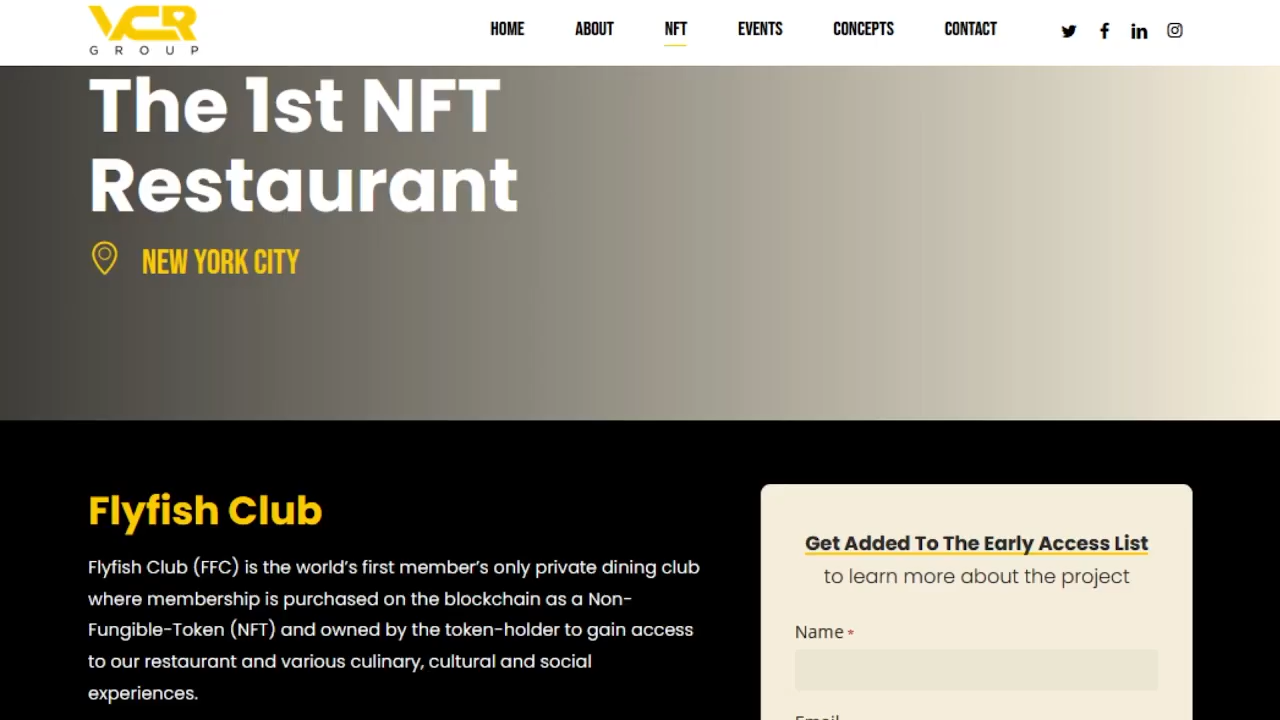 VCR
GROUP
HOME ABOUT NFT EVENTS CONCEPTS CONTACT
The 1st NFT
Restaurant
NEW YORK CITY
Flyfish Club
Flyfish Club (FFC) is the world's first member's only private dining club
where membership is purchased on the blockchain as a Non-
Fungible-Token (NFT) and owned by the token-holder to gain access
to our restaurant and various culinary, cultural and social
experiences.
Get Added To The Early Access List
to learn more about the project
Name *
Email